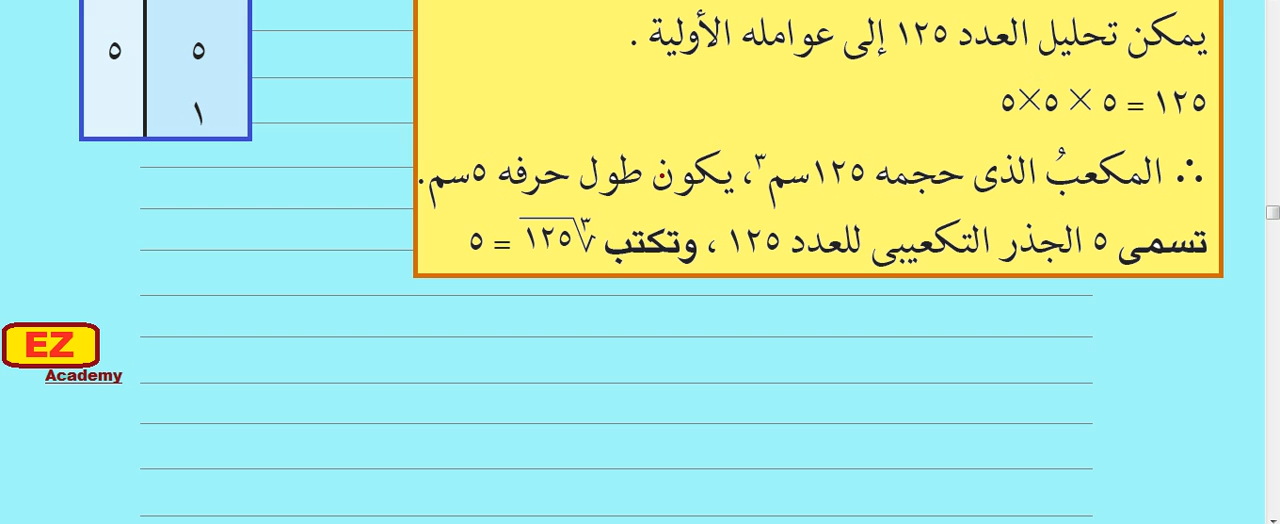 يمكن تحليل العدد ١٢٥ إلى عوامله الأولية .
١٢٥ = ٥ × ٥×٥
∴ المكعبُ الذى حجمه ١٢٥سم٣، يكون طول حرفه ٥سم.
تسمى ٥ الجذر التكعيبى للعدد ١٢٥ ، وتكتب ∛١٢٥ = ٥
٥ ٥
١
EZ
Academy